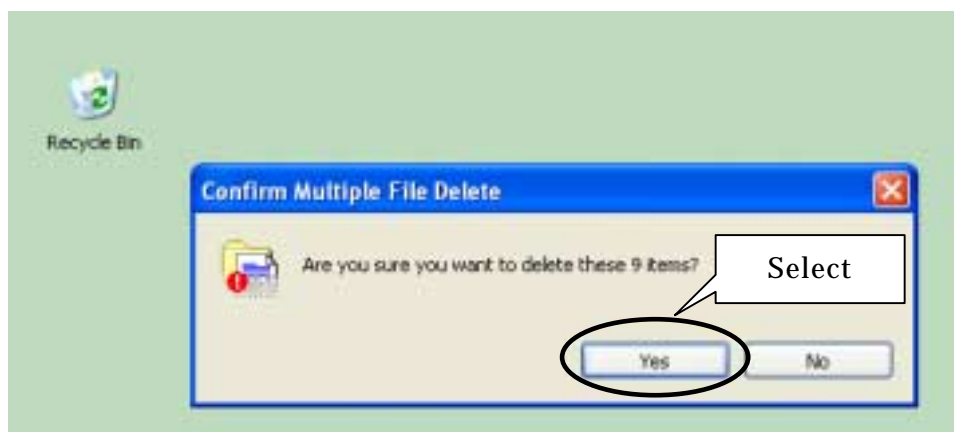 Recycle Bin
Confirm Multiple File Delete
Are you sure you want to delete these 9 items?
Select
Yes
No